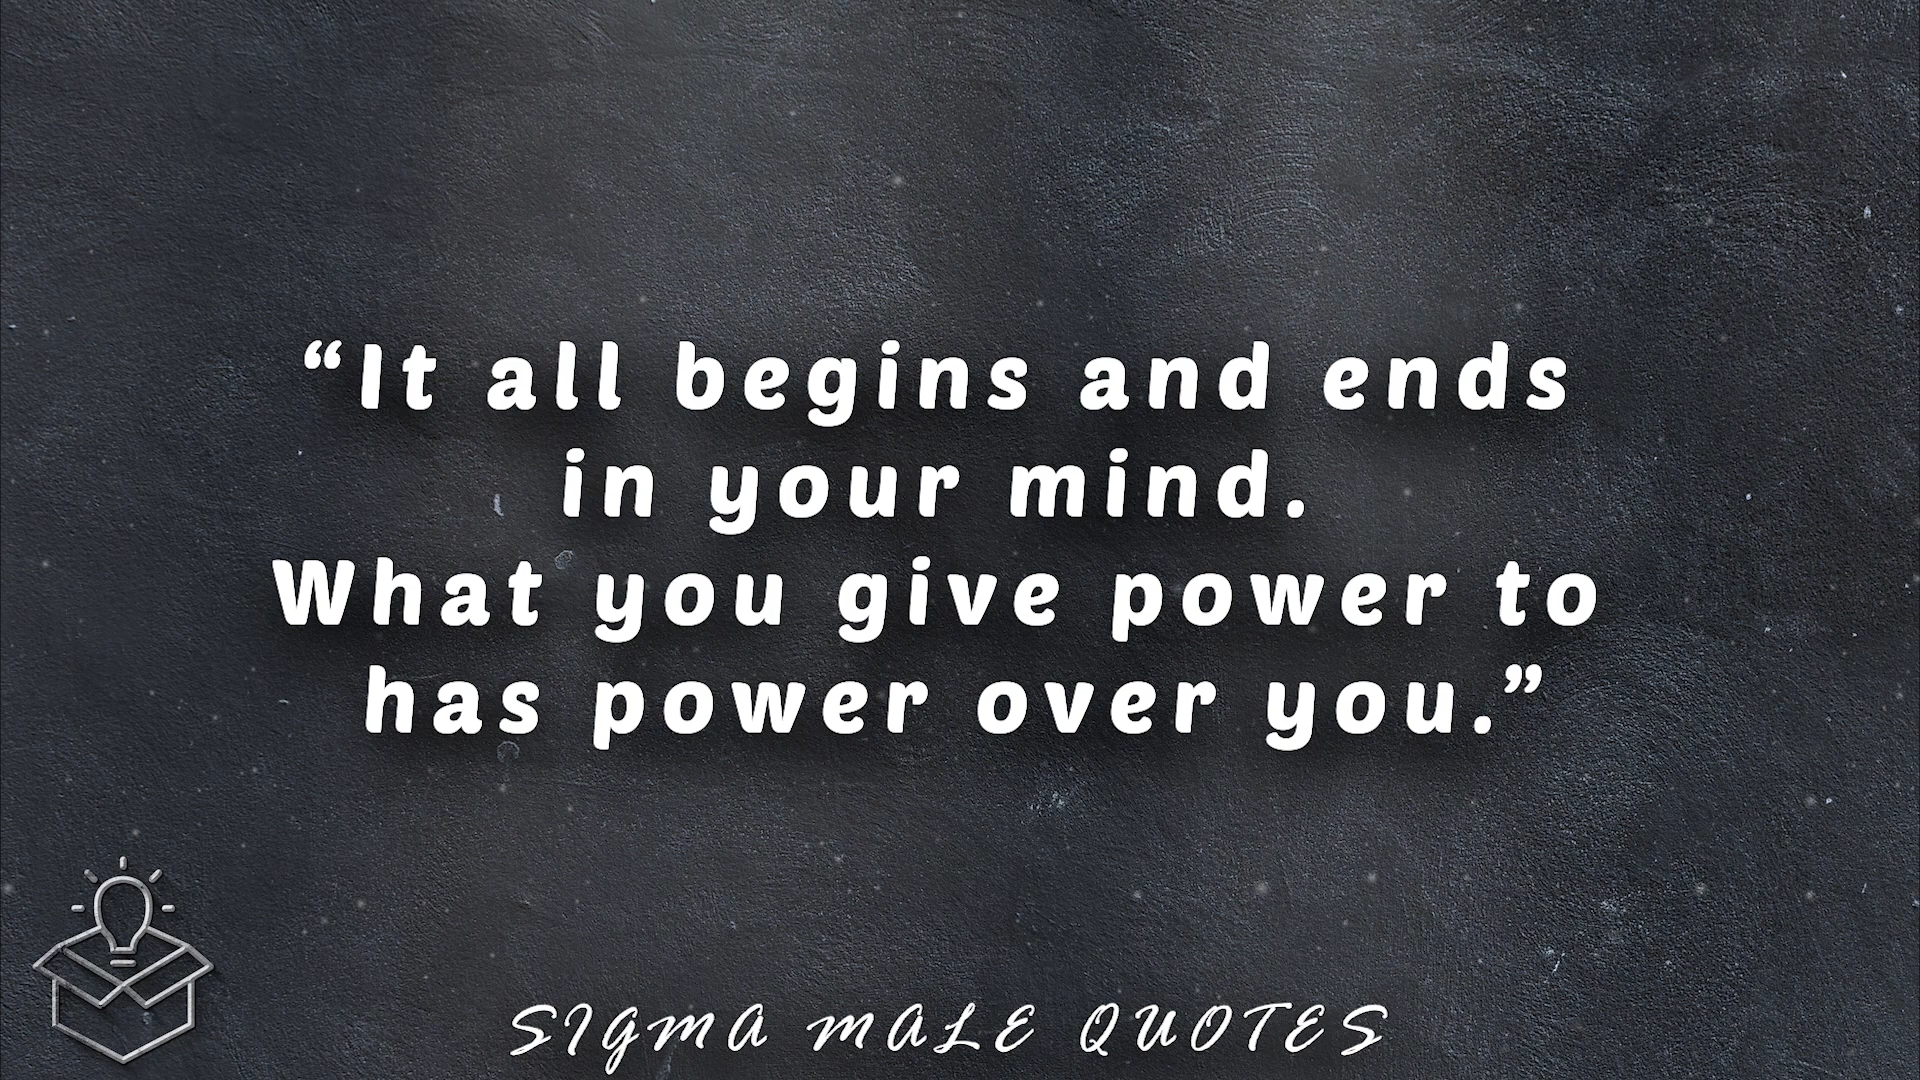 “It all begins and ends
in your mind.
What you give power to
has power over you.”
SIGMA MALE QUOTES